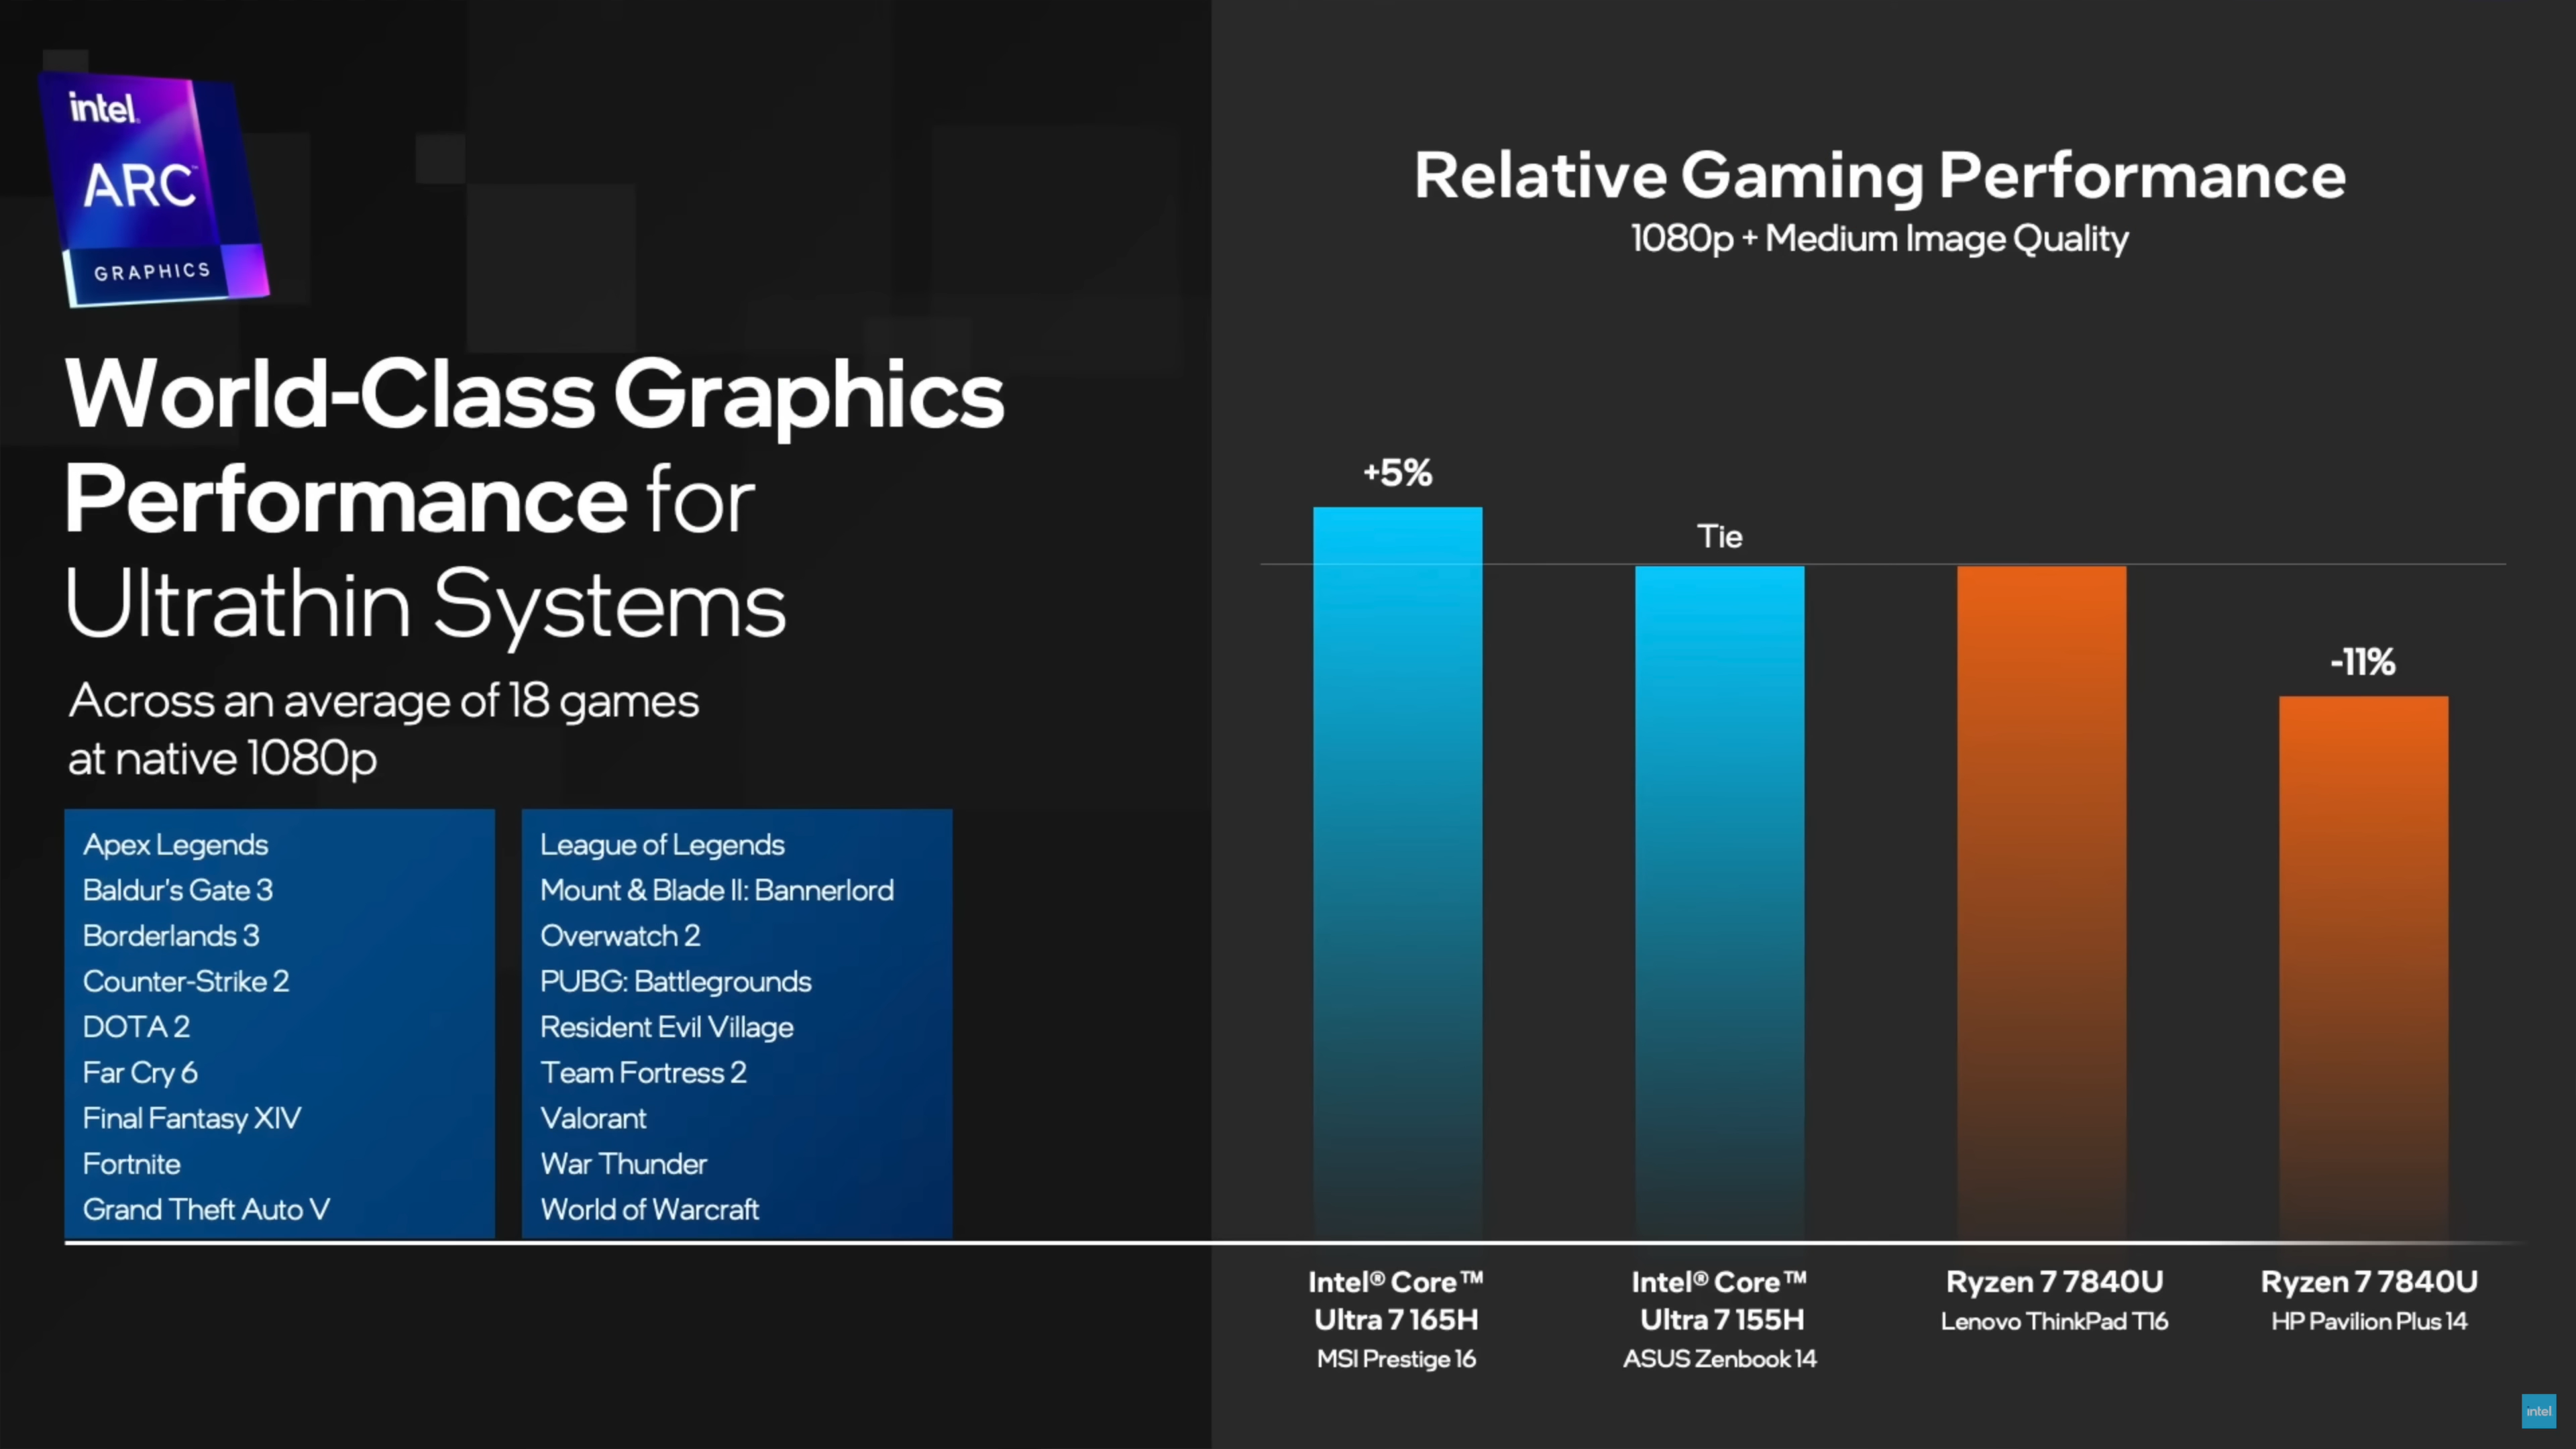 intel
ARC™
GRAPHICS
World-Class Graphics
Performance for
Ultrathin Systems
Across an average of 18 games
at native 1080p
Apex Legends
Baldur's Gate 3
Borderlands 3
Counter-Strike 2
DOTA 2
Far Cry 6
Final Fantasy XIV
Fortnite
Grand Theft Auto V
League of Legends
Mount & Blade II: Bannerlord
Overwatch 2
PUBG: Battlegrounds
Resident Evil Village
Team Fortress 2
Valorant
War Thunder
World of Warcraft
Relative Gaming Performance
1080p + Medium Image Quality
+5%
Tie
-11%
Intel® Core™
Ultra 7 165H
MSI Prestige 16
Intel® Core™
Ultra 7 155H
ASUS Zenbook 14
Ryzen 7 7840U
Lenovo ThinkPad T16
Ryzen 7 7840U
HP Pavilion Plus 14
intel